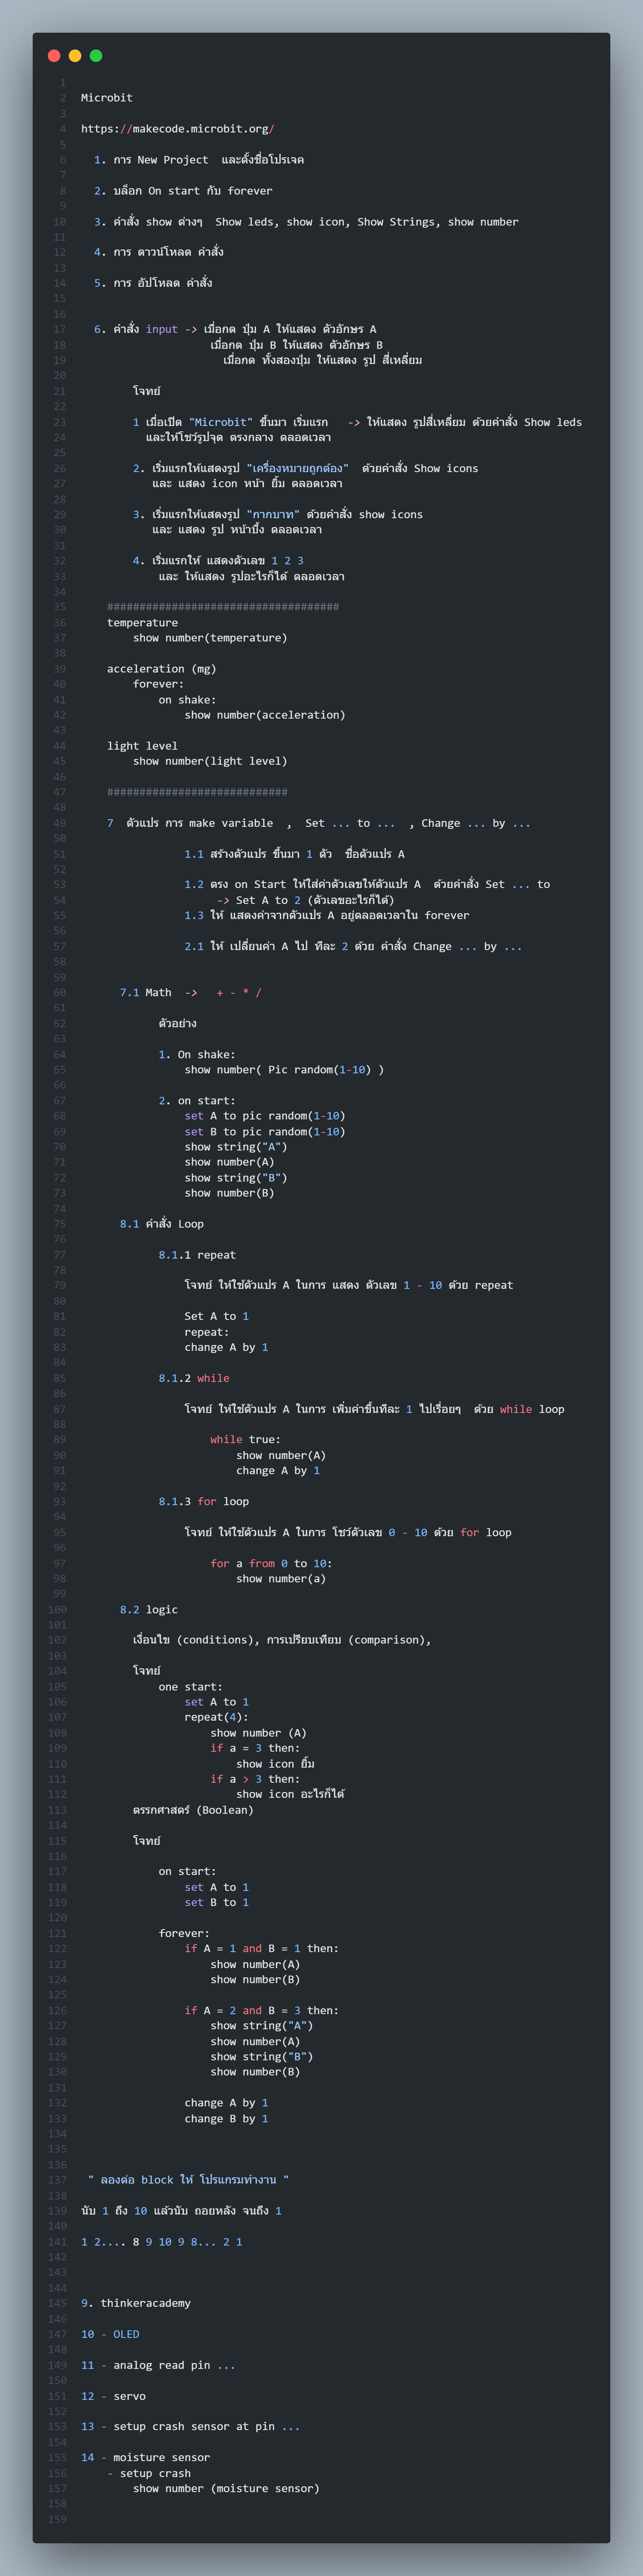 1
2 Microbit
3
4 https://makecode.microbit.org/
5
6 1. การ New Project และตั้งชื่อโปรเจค
7
8 2. บล็อก On start กับ forever
9
10 3. คำสั่ง show ต่างๆ Show leds, show icon, Show Strings, show number
11
12 4. การ ดาวน์โหลด คำสั่ง
13
14 5. การ อัปโหลด คำสั่ง
15
16
17 6. คำสั่ง input -> เมื่อกด ปุ่ม A ให้แสดง ตัวอักษร A
18 เมื่อกด ปุ่ม B ให้แสดง ตัวอักษร B
19 เมื่อกด ทั้งสองปุ่ม ให้แสดง รูป สี่เหลี่ยม
20
21 โจทย์
22
23 1 เมื่อเปิด "Microbit" ขึ้นมา เริ่มแรก -> ให้แสดง รูปสี่เหลี่ยม ด้วยคำสั่ง Show leds
24 และให้โชว์รูปจุด ตรงกลาง ตลอดเวลา
25
26 2. เริ่มแรกให้แสดงรูป "เครื่องหมายถูกต้อง" ด้วยคำสั่ง Show icons
27 และ แสดง icon หน้า ยิ้ม ตลอดเวลา
28
29 3. เริ่มแรกให้แสดงรูป "กากบาท" ด้วยคำสั่ง show icons
30 และ แสดง รูป หน้าบึ้ง ตลอดเวลา
31
32 4. เริ่มแรกให้ แสดงตัวเลข 1 2 3
33 และ ให้แสดง รูปอะไรก็ได้ ตลอดเวลา
34
35 ####################################
36 temperature
37 show number(temperature)
38
39 acceleration (mg)
40 forever:
41 on shake:
42 show number(acceleration)
43
44 light level
45 show number(light level)
46
47 ############################
48
49 7 ตัวแปร การ make variable , Set ... to ... , Change ... by ...
50
51 1.1 สร้างตัวแปร ขึ้นมา 1 ตัว ชื่อตัวแปร A
52
53 1.2 ตรง on Start ให้ใส่ค่าตัวเลขให้ตัวแปร A ด้วยคำสั่ง Set ... to
54 -> Set A to 2 (ตัวเลขอะไรก็ได้)
55 1.3 ให้ แสดงค่าจากตัวแปร A อยู่ตลอดเวลาใน forever
56
57 2.1 ให้ เปลี่ยนค่า A ไป ทีละ 2 ด้วย คำสั่ง Change ... by ...
58
59
60 7.1 Math -> + - * /
61
62 ตัวอย่าง
63
64 1. On shake:
65 show number( Pic random(1-10) )
66
67 2. on start:
68 set A to pic random(1-10)
69 set B to pic random(1-10)
70 show string("A")
71 show number(A)
72 show string("B")
73 show number(B)
74
75 8.1 คำสั่ง Loop
76
77 8.1.1 repeat
78
79 โจทย์ ให้ใช้ตัวแปร A ในการ แสดง ตัวเลข 1 - 10 ด้วย repeat
80
81 Set A to 1
82 repeat:
83 change A by 1
84
85 8.1.2 while
86
87 โจทย์ ให้ใช้ตัวแปร A ในการ เพิ่มค่าขึ้นทีละ 1 ไปเรื่อยๆ ด้วย while loop
88
89 while true:
90 show number(A)
91 change A by 1
92
93 8.1.3 for loop
94
95 โจทย์ ให้ใช้ตัวแปร A ในการ โชว์ตัวเลข 0 - 10 ด้วย for loop
96
97 for a from 0 to 10:
98 show number(a)
99
100 8.2 logic
101
102 เงื่อนไข (conditions), การเปรียบเทียบ (comparison),
103
104 โจทย์
105 one start:
106 set A to 1
107 repeat(4):
108 show number (A)
109 if a = 3 then:
110 show icon ยิ้ม
111 if a > 3 then:
112 show icon อะไรก็ได้
113 ตรรกศาสตร์ (Boolean)
114
115 โจทย์
116
117 on start:
118 set A to 1
119 set B to 1
120
121 forever:
122 if A = 1 and B = 1 then:
123 show number(A)
124 show number(B)
125
126 if A = 2 and B = 3 then:
127 show string("A")
128 show number(A)
129 show string("B")
130 show number(B)
131
132 change A by 1
133 change B by 1
134
135
136
137 " ลองต่อ block ให้ โปรแกรมทำงาน "
138
139 นับ 1 ถึง 10 แล้วนับ ถอยหลัง จนถึง 1
140
141 1 2.... 8 9 10 9 8... 2 1
142
143
144
145 9. thinkeracademy
146
147 10 - OLED
148
149 11 - analog read pin ...
150
151 12 - servo
152
153 13 - setup crash sensor at pin ...
154
155 14 - moisture sensor
156 - setup crash
157 show number (moisture sensor)
158
159